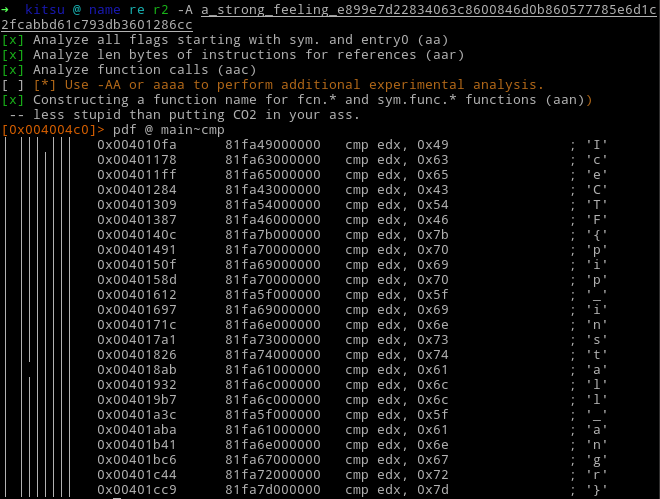 ➜  kitsu @ name re r2 -A a_strong_feeling_e899e7d22834063c8600846d0b860577785e6d1c
2fcabbd61c793db3601286cc
[x] Analyze all flags starting with sym. and entry0 (aa)
[x] Analyze len bytes of instructions for references (aar)
[x] Analyze function calls (aac)
[ ] [*] Use -AA or aaaa to perform additional experimental analysis.
[x] Constructing a function name for fcn.* and sym.func.* functions (aan))
 -- less stupid than putting CO2 in your ass.
[0x004004c0]> pdf @ main~cmp
0x004010fa 81fa49000000 cmp edx, 0x49 ; 'I'
0x00401178 81fa63000000 cmp edx, 0x63 ; 'c'
0x004011ff 81fa65000000 cmp edx, 0x65 ; 'e'
0x00401284 81fa43000000 cmp edx, 0x43 ; 'C'
0x00401309 81fa54000000 cmp edx, 0x54 ; 'T'
0x00401387 81fa46000000 cmp edx, 0x46 ; 'F'
0x0040140c 81fa7b000000 cmp edx, 0x7b ; '{'
0x00401491 81fa70000000 cmp edx, 0x70 ; 'p'
0x0040150f 81fa69000000 cmp edx, 0x69 ; 'i'
0x0040158d 81fa70000000 cmp edx, 0x70 ; 'p'
0x00401612 81fa5f000000 cmp edx, 0x5f ; '_'
0x00401697 81fa69000000 cmp edx, 0x69 ; 'i'
0x0040171c 81fa6e000000 cmp edx, 0x6e ; 'n'
0x004017a1 81fa73000000 cmp edx, 0x73 ; 's'
0x00401826 81fa74000000 cmp edx, 0x74 ; 't'
0x004018ab 81fa61000000 cmp edx, 0x61 ; 'a'
0x00401932 81fa6c000000 cmp edx, 0x6c ; 'l'
0x004019b7 81fa6c000000 cmp edx, 0x6c ; 'l'
0x00401a3c 81fa5f000000 cmp edx, 0x5f ; '_'
0x00401aba 81fa61000000 cmp edx, 0x61 ; 'a'
0x00401b41 81fa6e000000 cmp edx, 0x6e ; 'n'
0x00401bc6 81fa67000000 cmp edx, 0x67 ; 'g'
0x00401c44 81fa72000000 cmp edx, 0x72 ; 'r'
0x00401cc9 81fa7d000000 cmp edx, 0x7d ; '}'